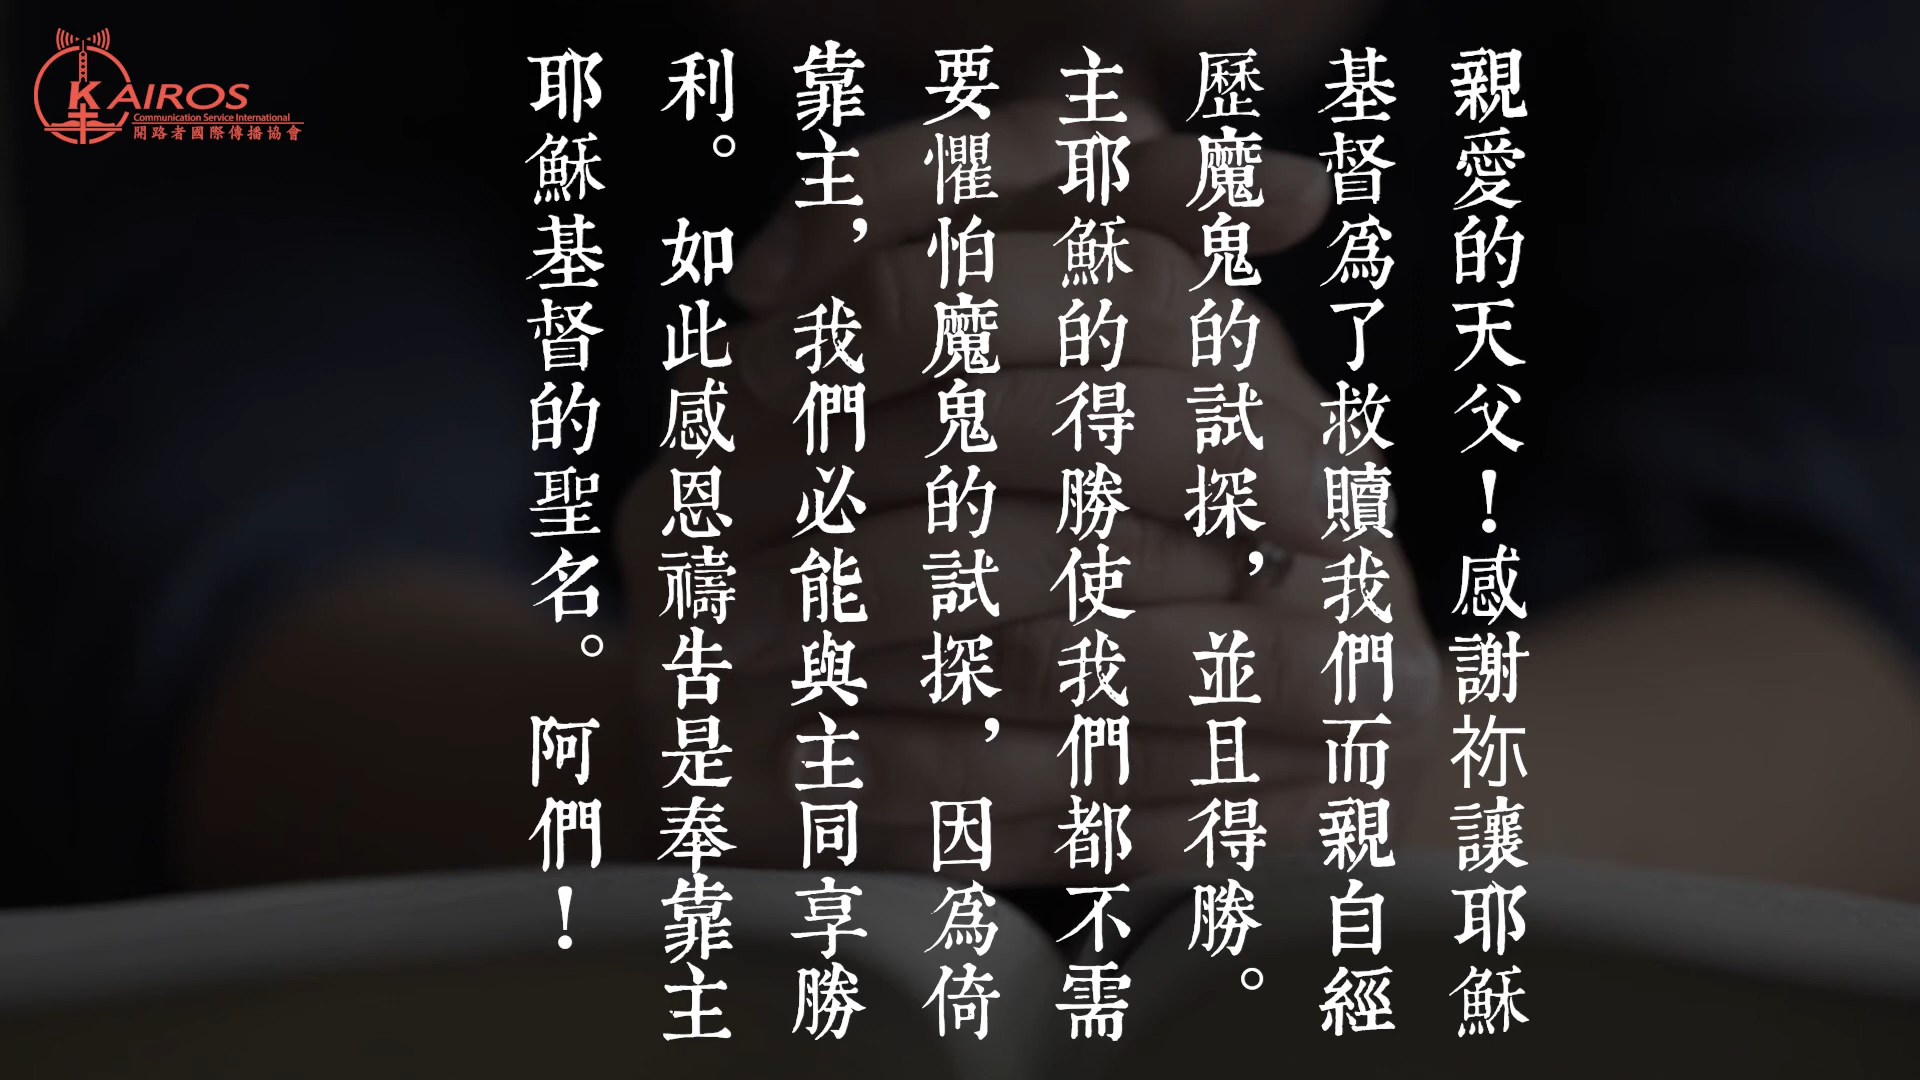 KAIROS
Communication Service International
開路者國際傳播協會
親愛的天父！感謝祢讓耶穌
基督為了救贖我們而親自經
歷魔鬼的試探，並且得勝。
主耶穌的得勝使我們都不需
要懼怕魔鬼的試探，因為倚
靠主，我們必能與主同享勝
利。如此感恩禱告是奉靠主
耶穌基督的聖名。阿們！